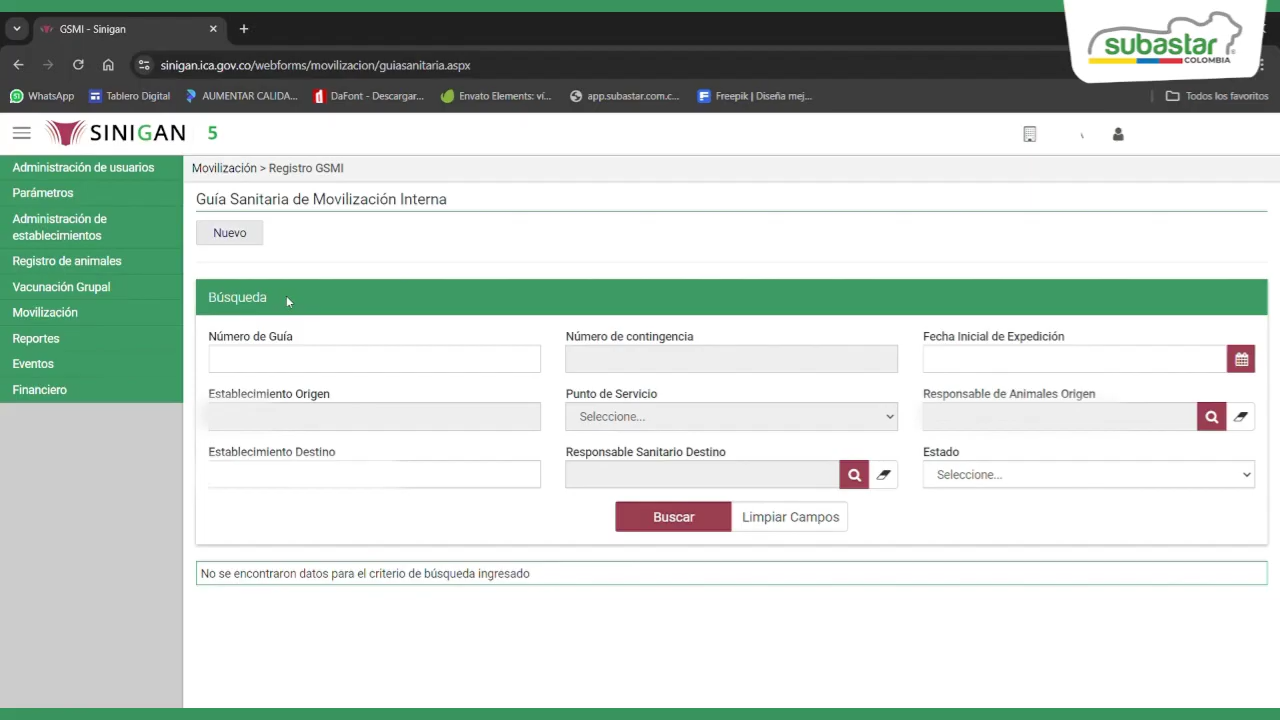 GSMI - Sinigan
sinigan.ica.gov.co/webforms/movilizacion/guiasanitaria.aspx
subastar
COLOMBIA
WhatsApp
Tablero Digital
AUMENTAR CALIDA...
DaFont - Descargar...
Envato Elements: ví...
app.subastar.com.c...
Freepik | Diseña mej...
Todos los favoritos
SINIGAN 5
Administración de usuarios
Parámetros
Administración de
establecimientos
Registro de animales
Vacunación Grupal
Movilización
Reportes
Eventos
Financiero
Movilización > Registro GSMI
Guía Sanitaria de Movilización Interna
Nuevo
Búsqueda
Número de Guía
Número de contingencia
Fecha Inicial de Expedición
Establecimiento Origen
Punto de Servicio
Responsable de Animales Origen
Seleccione...
Establecimiento Destino
Responsable Sanitario Destino
Estado
Seleccione...
Buscar
Limpiar Campos
No se encontraron datos para el criterio de búsqueda ingresado